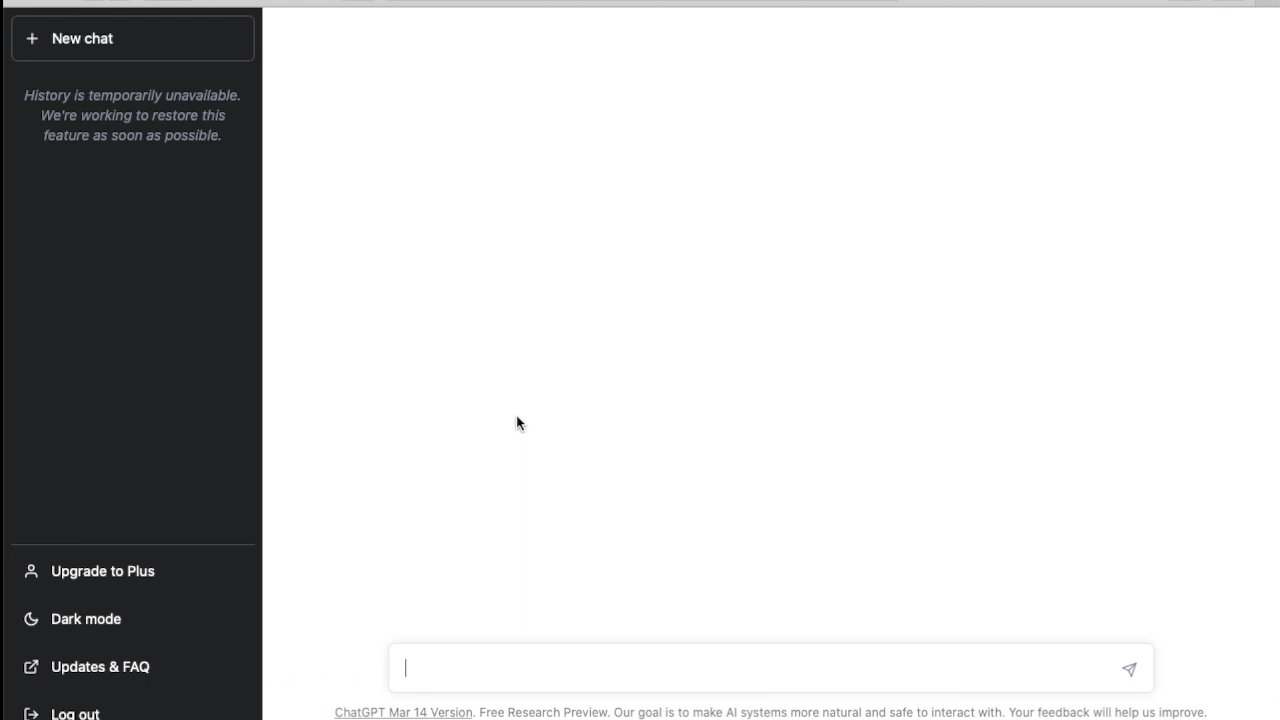 New chat
History is temporarily unavailable.
We're working to restore this
feature as soon as possible.
Upgrade to Plus
Dark mode
Updates & FAQ
Log out
ChatGPT Mar 14 Version. Free Research Preview. Our goal is to make AI systems more natural and safe to interact with. Your feedback will help us improve.